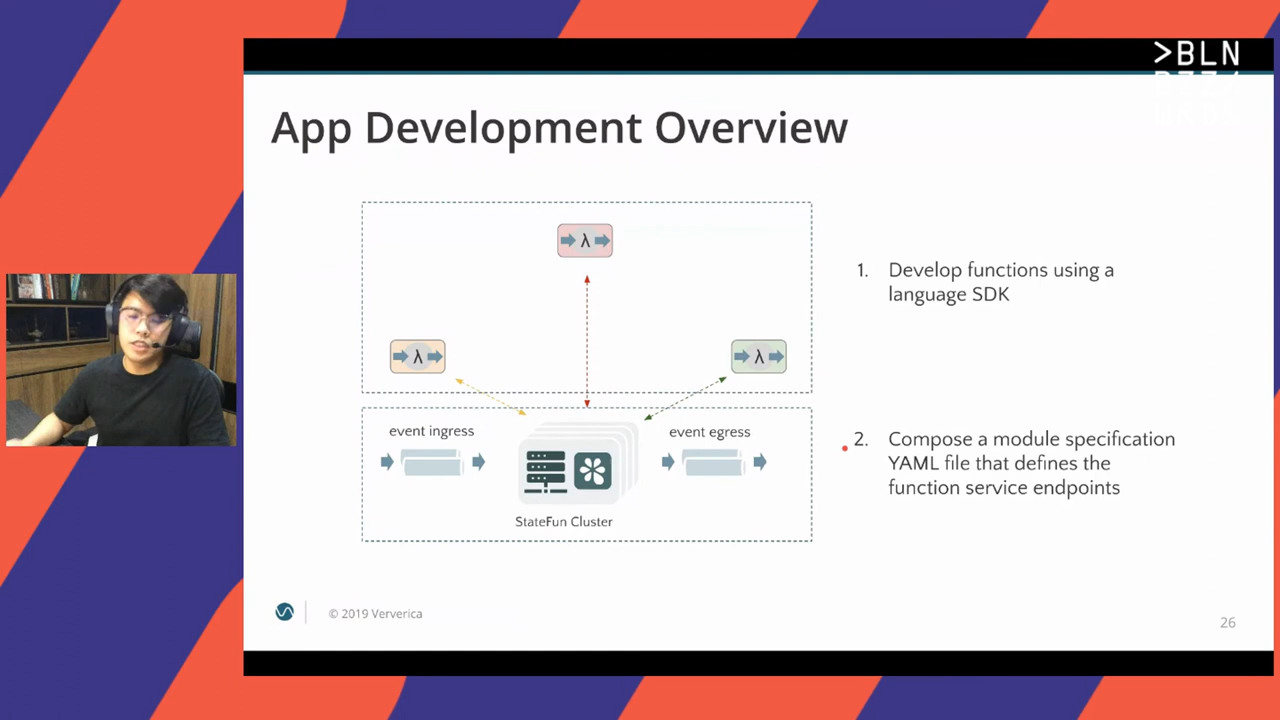 >BLN
App Development Overview
λ
1. Develop functions using a
language SDK
λ
λ
event ingress
event egress
2. Compose a module specification
YAML file that defines the
function service endpoints
StateFun Cluster
© 2019 Ververica
26